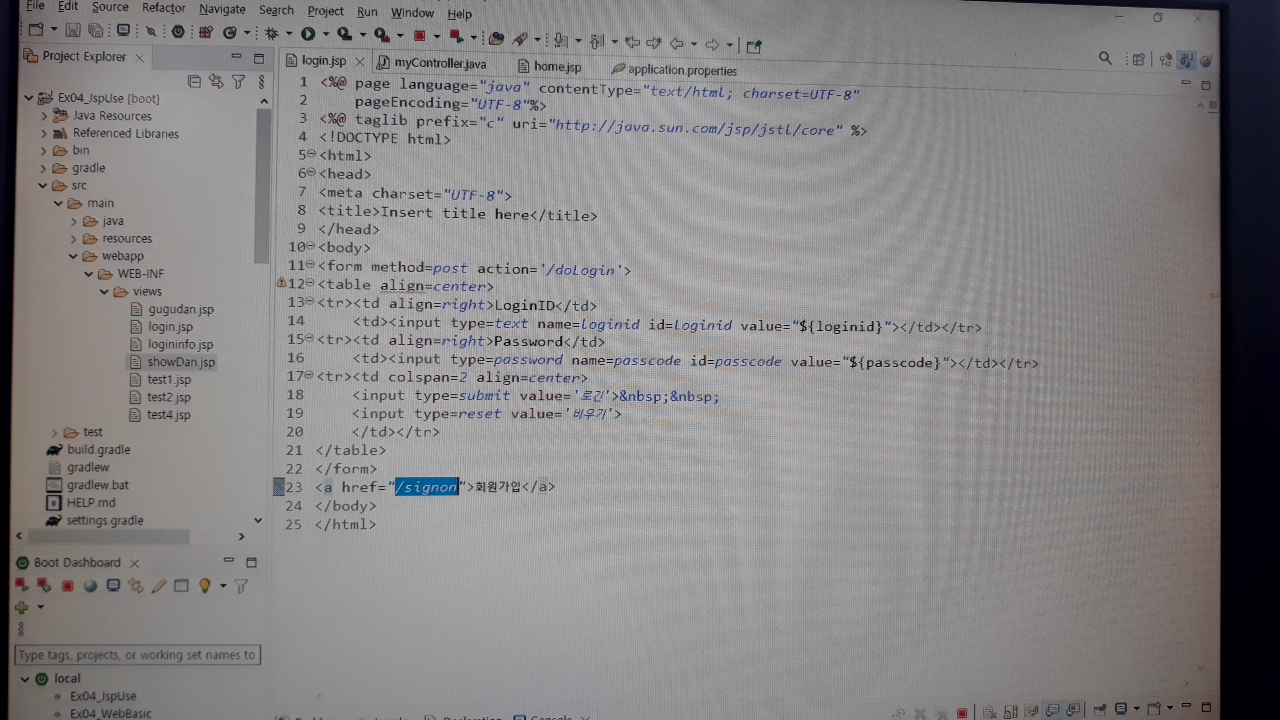 File Edit Source Refactor Navigate Search Project Run Window Help
Project Explorer
login.jsp myController.java home.jsp application.properties
Ex04_JspUse [boot]
Java Resources
Referenced Libraries
bin
gradle
src
main
java
resources
webapp
WEB-INF
views
gugudan.jsp
login.jsp
logininfo.jsp
showDan.jsp
test1.jsp
test2.jsp
test4.jsp
test
build.gradle
gradlew
gradlew.bat
HELP.md
settings.gradle
Boot Dashboard
Type tags, projects, or working set names to
local
Ex04_JspUse
Ex04_WebBasic
1 <%@ page language="java" contentType="text/html; charset=UTF-8"
2 pageEncoding="UTF-8"%>
3 <%@ taglib prefix="c" uri="http://java.sun.com/jsp/jstl/core" %>
4 <!DOCTYPE html>
5 <html>
6 <head>
7 <meta charset="UTF-8">
8 <title>Insert title here</title>
9 </head>
10 <body>
11 <form method=post action='/doLogin'>
12 <table align=center>
13 <tr><td align=right>LoginID</td>
14 <td><input type=text name=loginid id=loginid value="${loginid}"></td></tr>
15 <tr><td align=right>Password</td>
16 <td><input type=password name=passcode id=passcode value="${passcode}"></td></tr>
17 <tr><td colspan=2 align=center>
18 <input type=submit value='로긴'>&nbsp;&nbsp;
19 <input type=reset value='비우기'>
20 </td></tr>
21 </table>
22 </form>
23 <a href="/signon">회원가입</a>
24 </body>
25 </html>
Console